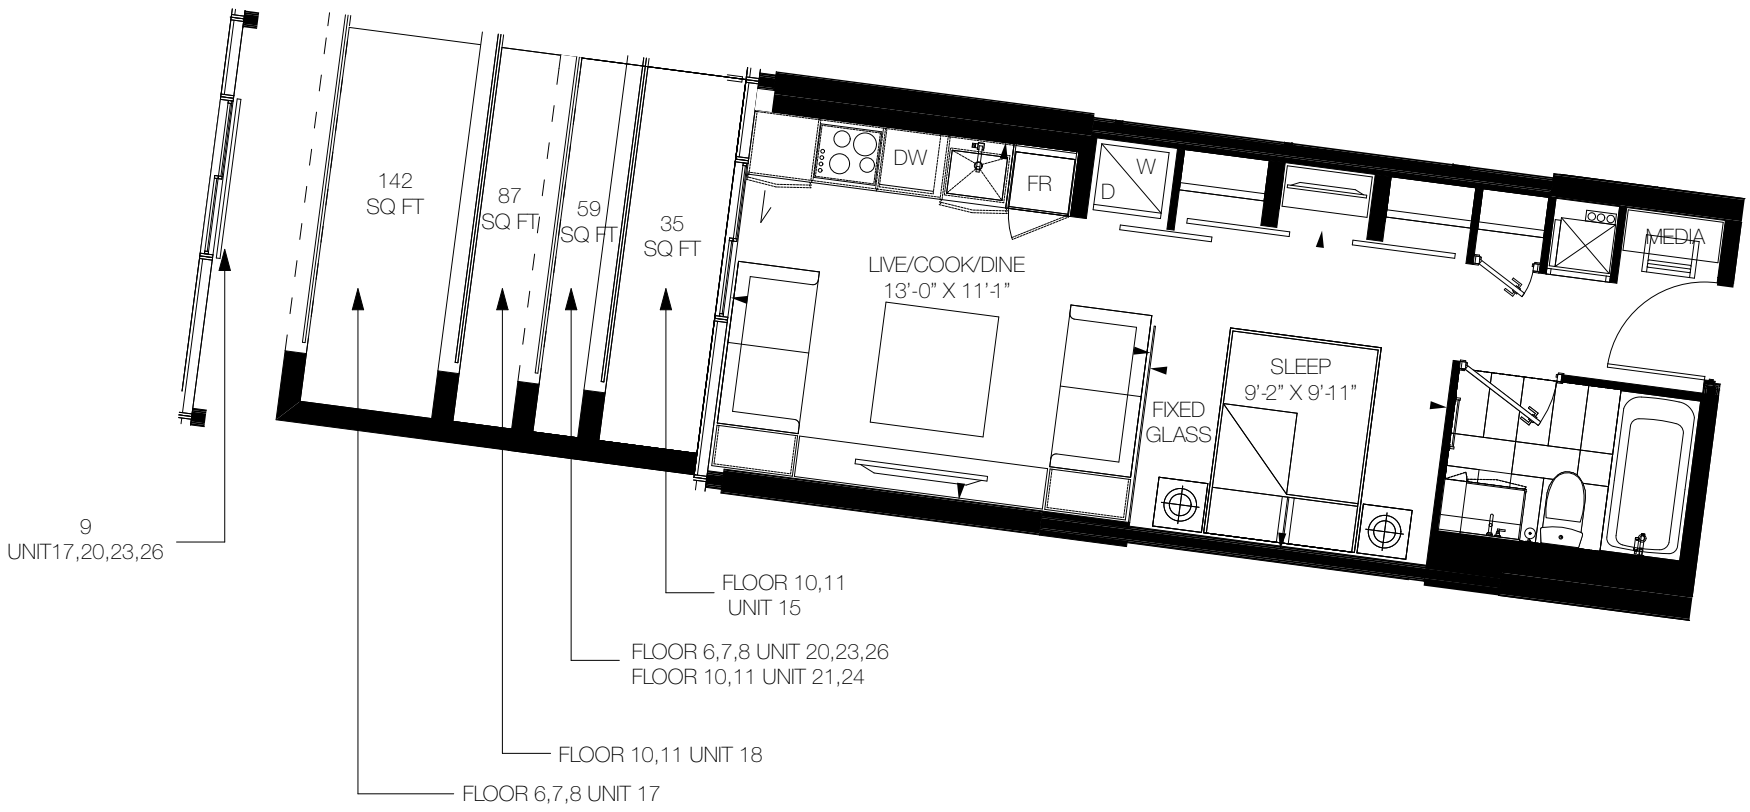 142
SQ FT
87
SQ FT
59
SQ FT
35
SQ FT
DW
FR
W
D
MEDIA
LIVE/COOK/DINE
13'-0" X 11'-1"
SLEEP
9'-2" X 9'-11"
FIXED
GLASS
9
UNIT17,20,23,26
FLOOR 10,11
UNIT 15
FLOOR 6,7,8 UNIT 20,23,26
FLOOR 10,11 UNIT 21,24
FLOOR 10,11 UNIT 18
FLOOR 6,7,8 UNIT 17